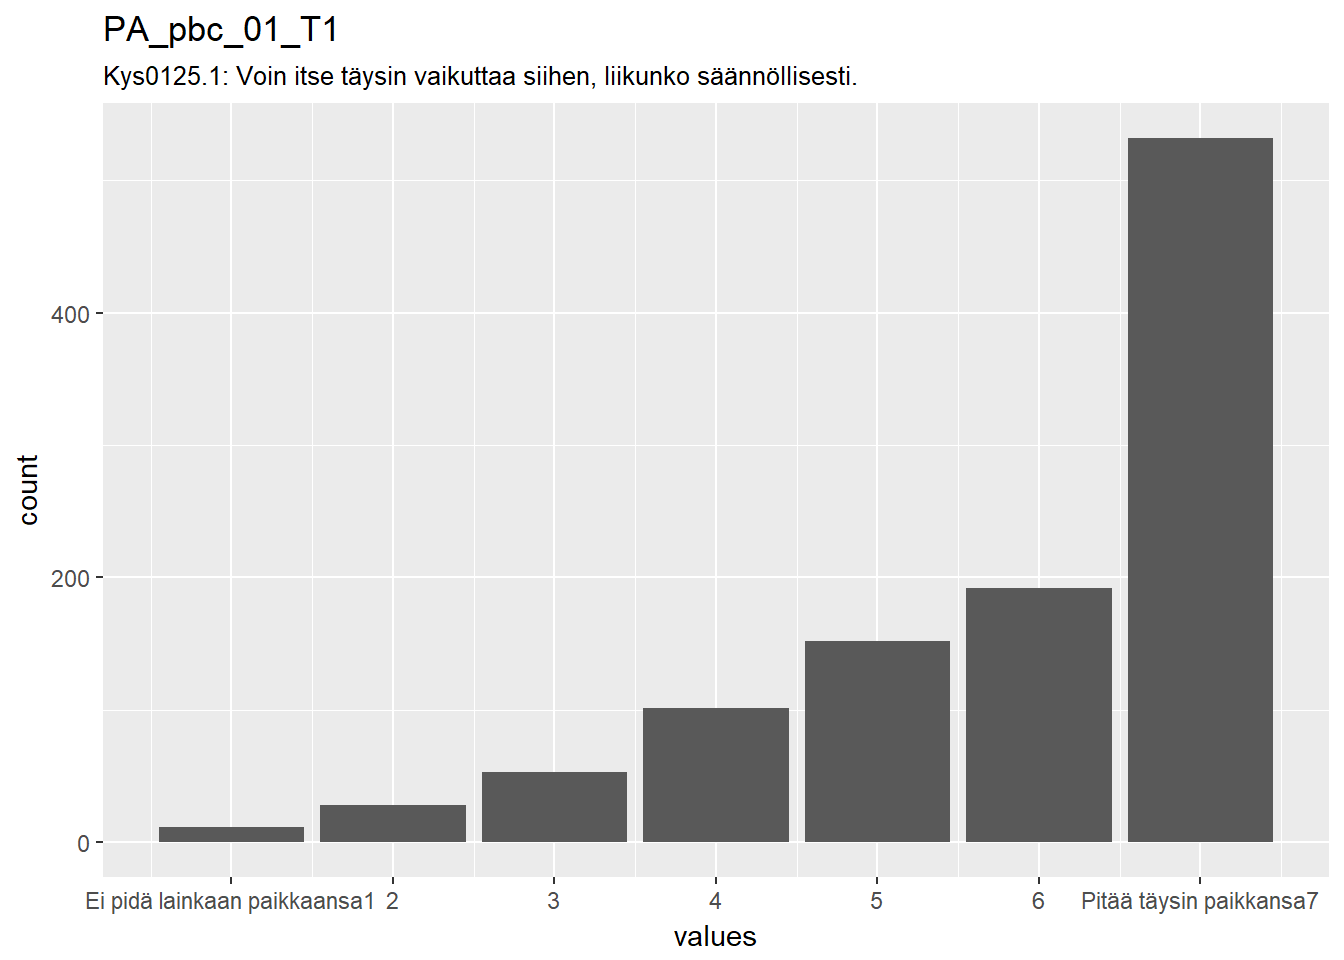 PA_pbc_01_T1
Kys0125.1: Voin itse täysin vaikuttaa siihen, liikunko säännöllisesti.
count
400
200
0
Ei pidä lainkaan paikkaansa1 2 3 4 5 6 Pitää täysin paikkansa7
values